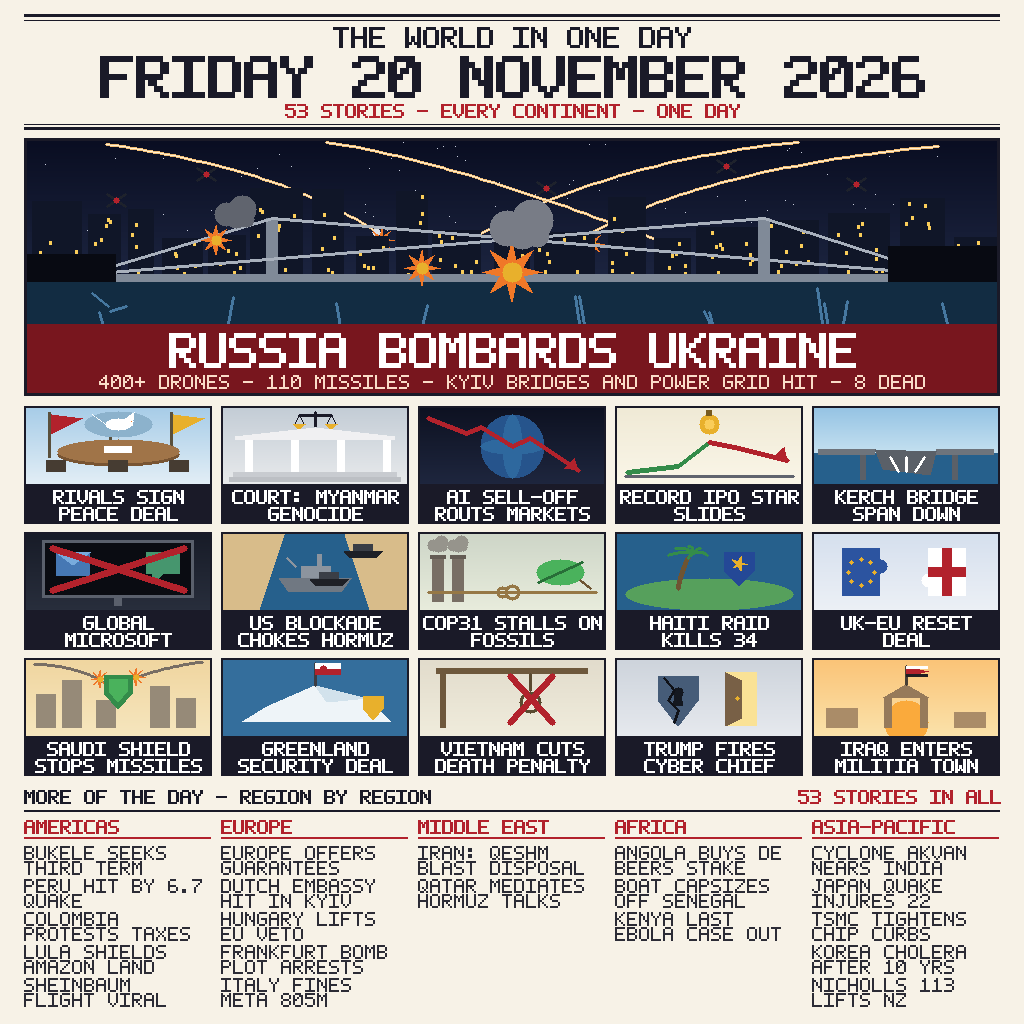 THE WORLD IN ONE DAY
FRIDAY 20 NOVEMBER 2026
53 STORIES – EVERY CONTINENT – ONE DAY
RUSSIA BOMBARDS UKRAINE
400+ DRONES – 110 MISSILES – KYIV BRIDGES AND POWER GRID HIT – 8 DEAD
RIVALS SIGN
PEACE DEAL
COURT: MYANMAR
GENOCIDE
AI SELL-OFF
ROUTS MARKETS
RECORD IPO STAR
SLIDES
KERCH BRIDGE
SPAN DOWN
GLOBAL
MICROSOFT
US BLOCKADE
CHOKES HORMUZ
COP31 STALLS ON
FOSSILS
HAITI RAID
KILLS 34
UK-EU RESET
DEAL
SAUDI SHIELD
STOPS MISSILES
GREENLAND
SECURITY DEAL
VIETNAM CUTS
DEATH PENALTY
TRUMP FIRES
CYBER CHIEF
IRAQ ENTERS
MILITIA TOWN
MORE OF THE DAY – REGION BY REGION
53 STORIES IN ALL
AMERICAS
BUKELE SEEKS
THIRD TERM
PERU HIT BY 6.7
QUAKE
COLOMBIA
PROTESTS TAXES
LULA SHIELDS
AMAZON LAND
SHEINBAUM
FLIGHT VIRAL
EUROPE
EUROPE OFFERS
GUARANTEES
DUTCH EMBASSY
HIT IN KYIV
HUNGARY LIFTS
EU VETO
FRANKFURT BOMB
PLOT ARRESTS
ITALY FINES
META 805M
MIDDLE EAST
IRAN: QESHM
BLAST DISPOSAL
QATAR MEDIATES
HORMUZ TALKS
AFRICA
ANGOLA BUYS DE
BEERS STAKE
BOAT CAPSIZES
OFF SENEGAL
KENYA LAST
EBOLA CASE OUT
ASIA-PACIFIC
CYCLONE AKVAN
NEARS INDIA
JAPAN QUAKE
INJURES 22
TSMC TIGHTENS
CHIP CURBS
KOREA CHOLERA
AFTER 10 YRS
NICHOLLS 113
LIFTS NZ